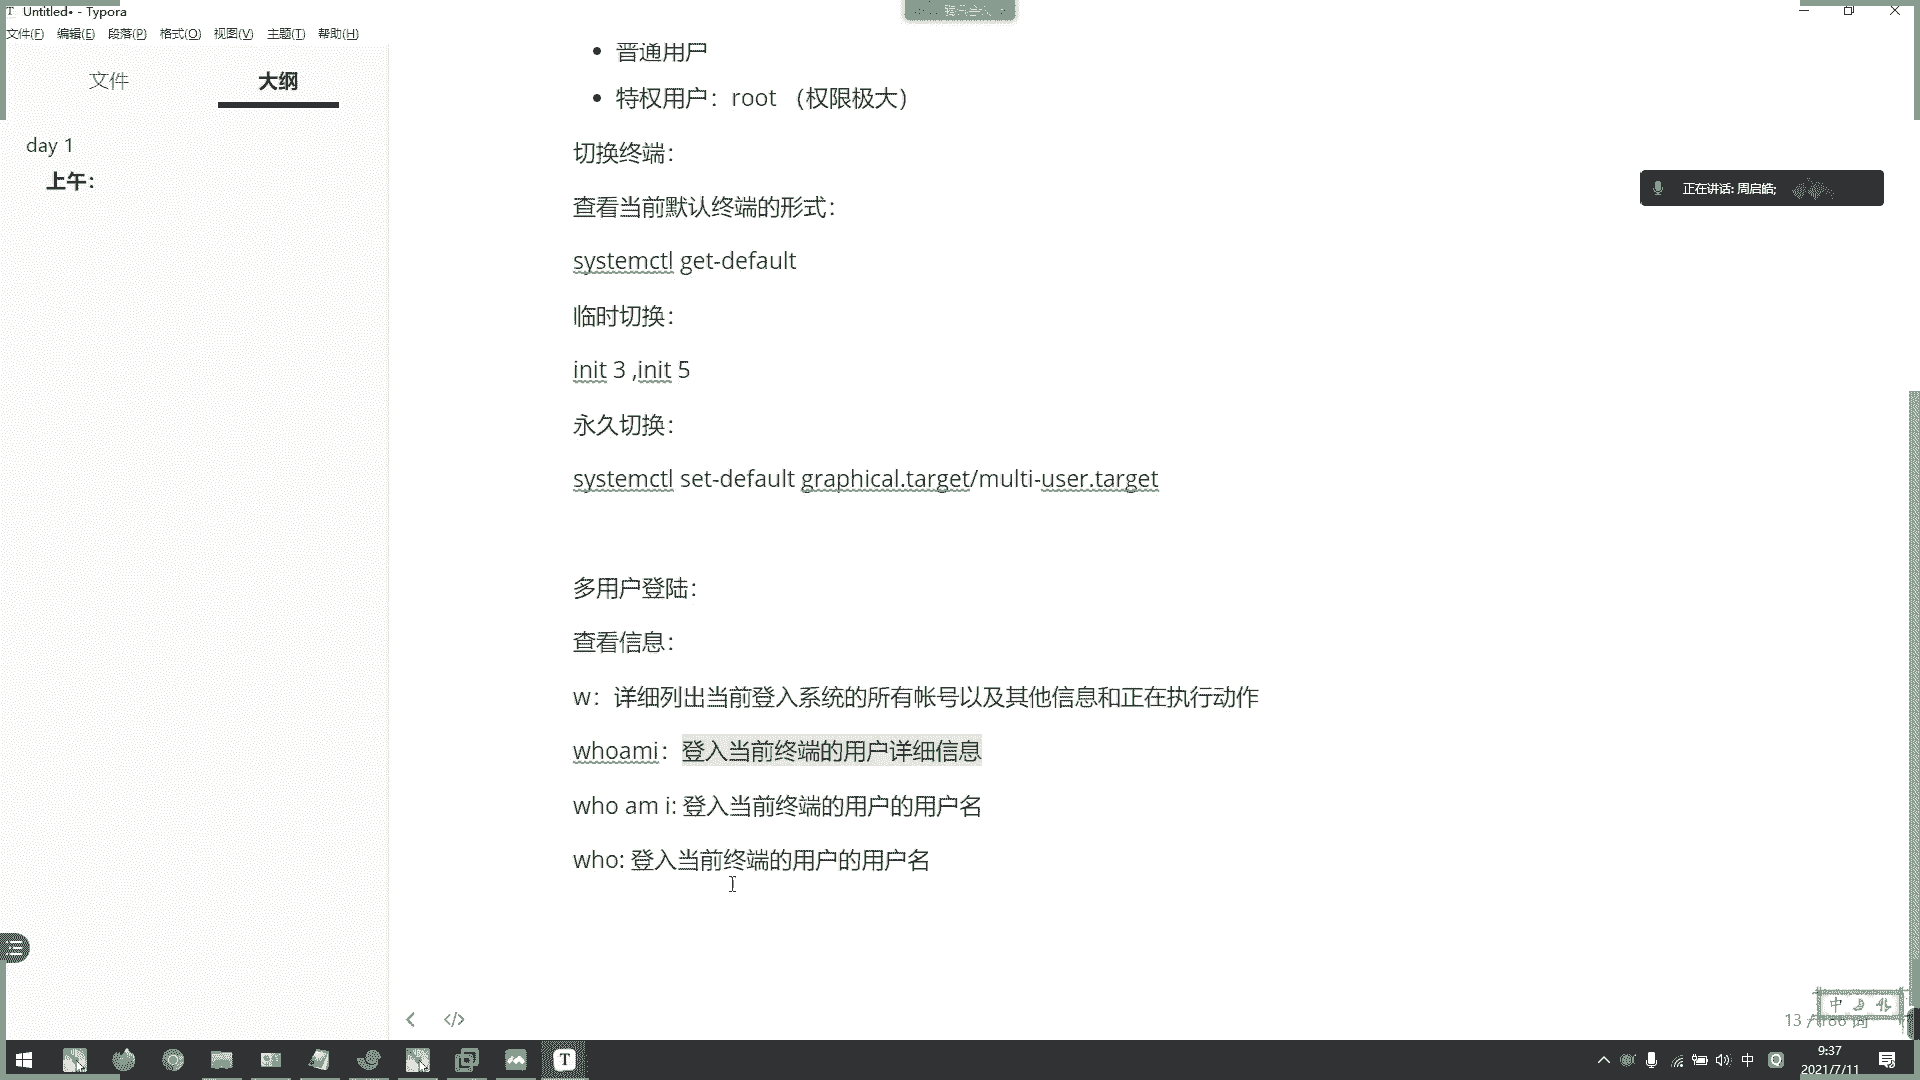 Untitled• - Typora
文件(F) 编辑(E) 段落(P) 格式(O) 视图(V) 主题(T) 帮助(H)
文件 大纲
day 1
上午：
普通用户
特权用户：root （权限极大）
切换终端：
查看当前默认终端的形式：
systemctl get-default
临时切换：
init 3 ,init 5
永久切换：
systemctl set-default graphical.target/multi-user.target
多用户登陆：
查看信息：
w：详细列出当前登入系统的所有帐号以及其他信息和正在执行动作
whoami：登入当前终端的用户详细信息
who am i: 登入当前终端的用户的用户名
who: 登入当前终端的用户的用户名
正在讲话: 周启皓;
</>
中
13 / 186 词
T
中
9:37
2021/7/11